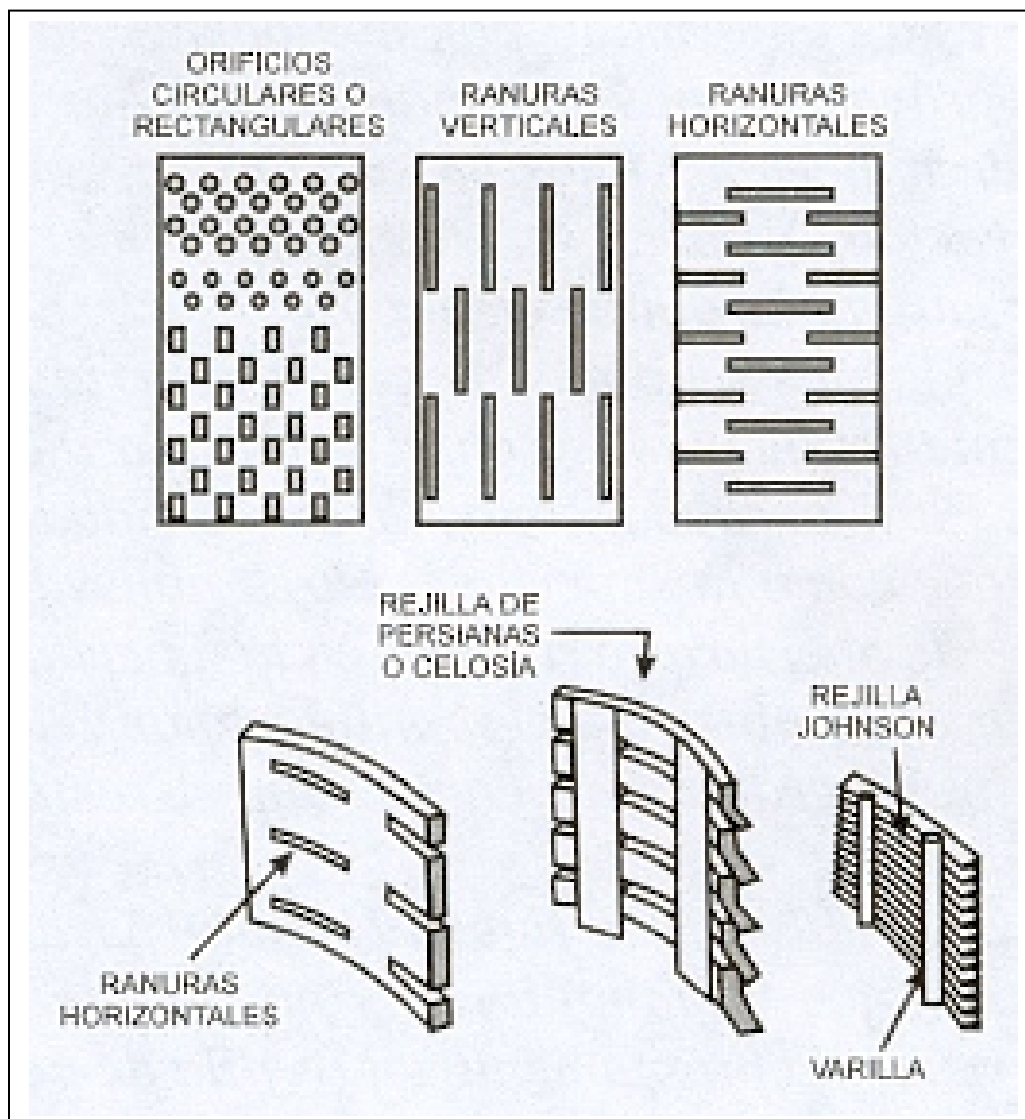 ORIFICIOS
CIRCULARES O
RECTANGULARES
RANURAS
VERTICALES
RANURAS
HORIZONTALES
REJILLA DE
PERSIANAS
O CELOSÍA
REJILLA
JOHNSON
RANURAS
HORIZONTALES
VARILLA